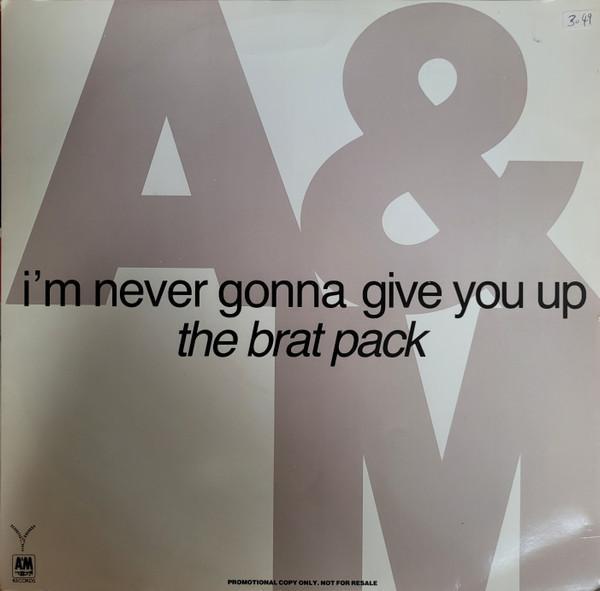 A&
M
3.49
i'm never gonna give you up
the brat pack
A&M
RECORDS
PROMOTIONAL COPY ONLY. NOT FOR RESALE